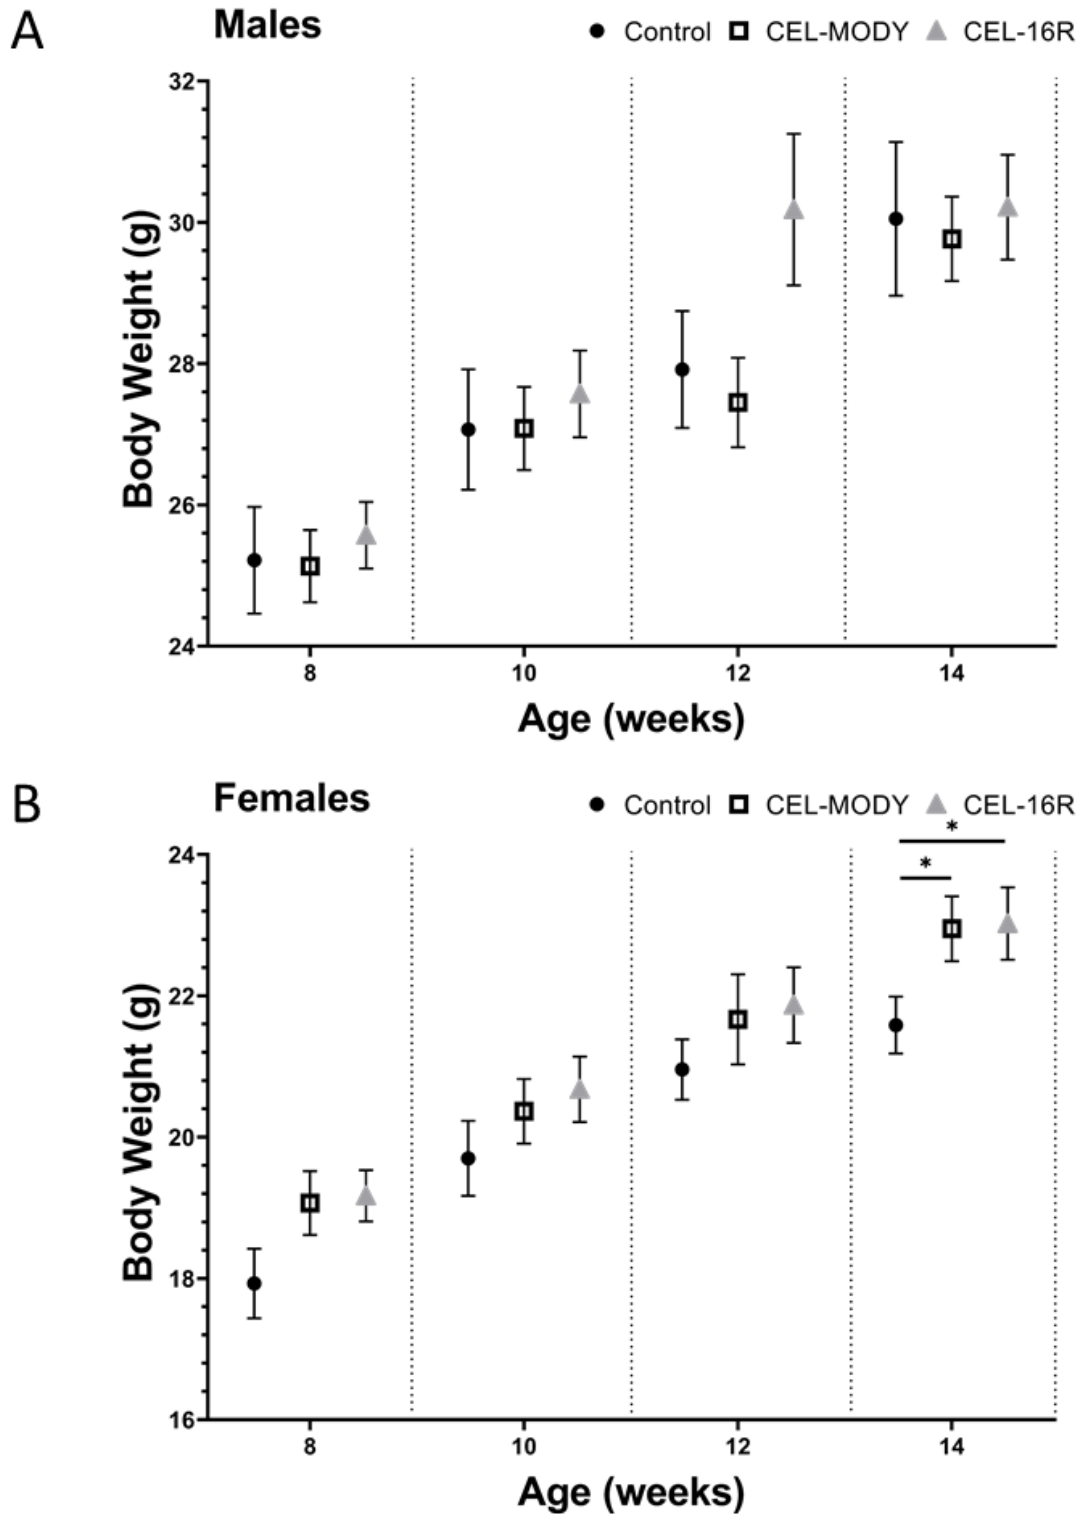 A
Males
Control CEL-MODY CEL-16R
32
30
28
26
24
Body Weight (g)
8 10 12 14
Age (weeks)
B
Females
Control CEL-MODY CEL-16R
*
*
24
22
20
18
16
Body Weight (g)
8 10 12 14
Age (weeks)